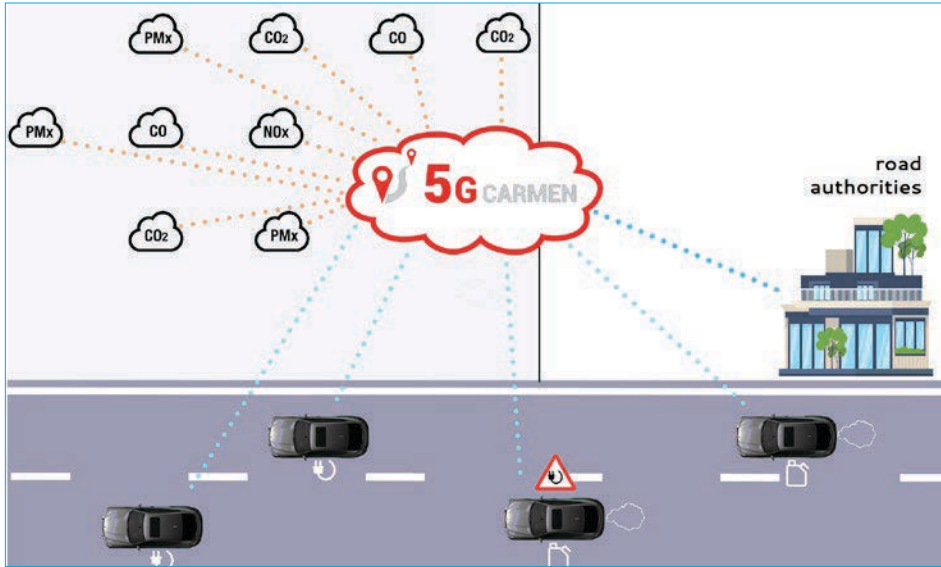 PMx
CO2
CO
CO2
PMx
CO
NOx
5G CARMEN
road
authorities
CO2
PMx